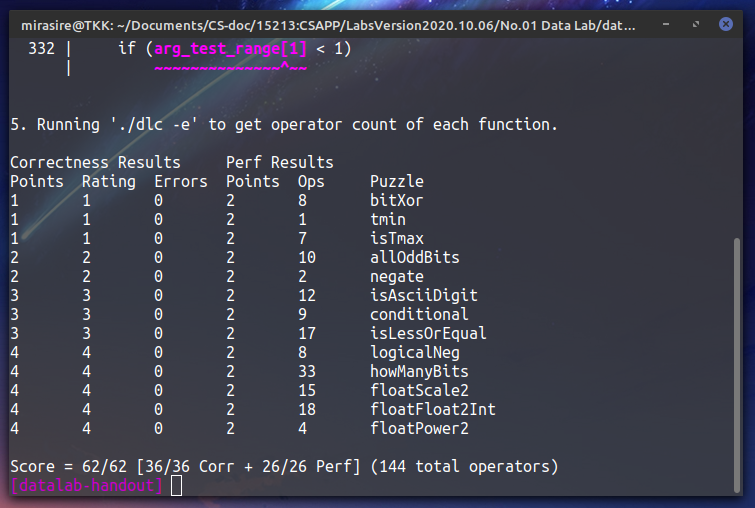 mirasire@TKK: ~/Documents/CS-doc/15213:CSAPP/LabsVersion2020.10.06/No.01 Data Lab/dat…
332 |     if (arg_test_range[1] < 1)
    |         ~~~~~~~~~~~~~~^~~
5. Running './dlc -e' to get operator count of each function.
Correctness Results     Perf Results
Points  Rating  Errors  Points  Ops     Puzzle
1       1       0       2       8       bitXor
1       1       0       2       1       tmin
1       1       0       2       7       isTmax
2       2       0       2       10      allOddBits
2       2       0       2       2       negate
3       3       0       2       12      isAsciiDigit
3       3       0       2       9       conditional
3       3       0       2       17      isLessOrEqual
4       4       0       2       8       logicalNeg
4       4       0       2       33      howManyBits
4       4       0       2       15      floatScale2
4       4       0       2       18      floatFloat2Int
4       4       0       2       4       floatPower2
Score = 62/62 [36/36 Corr + 26/26 Perf] (144 total operators)
[datalab-handout]